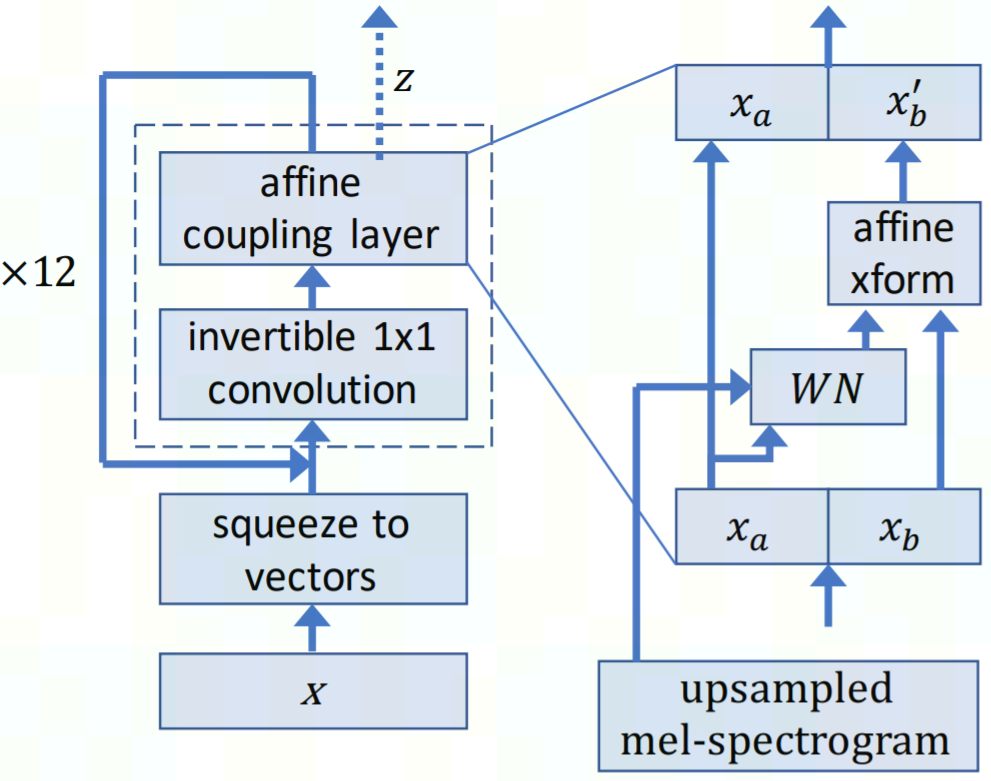 z
affine
coupling layer
×12
invertible 1x1
convolution
squeeze to
vectors
x
x_a
x'_b
affine
xform
WN
x_a
x_b
upsampled
mel-spectrogram